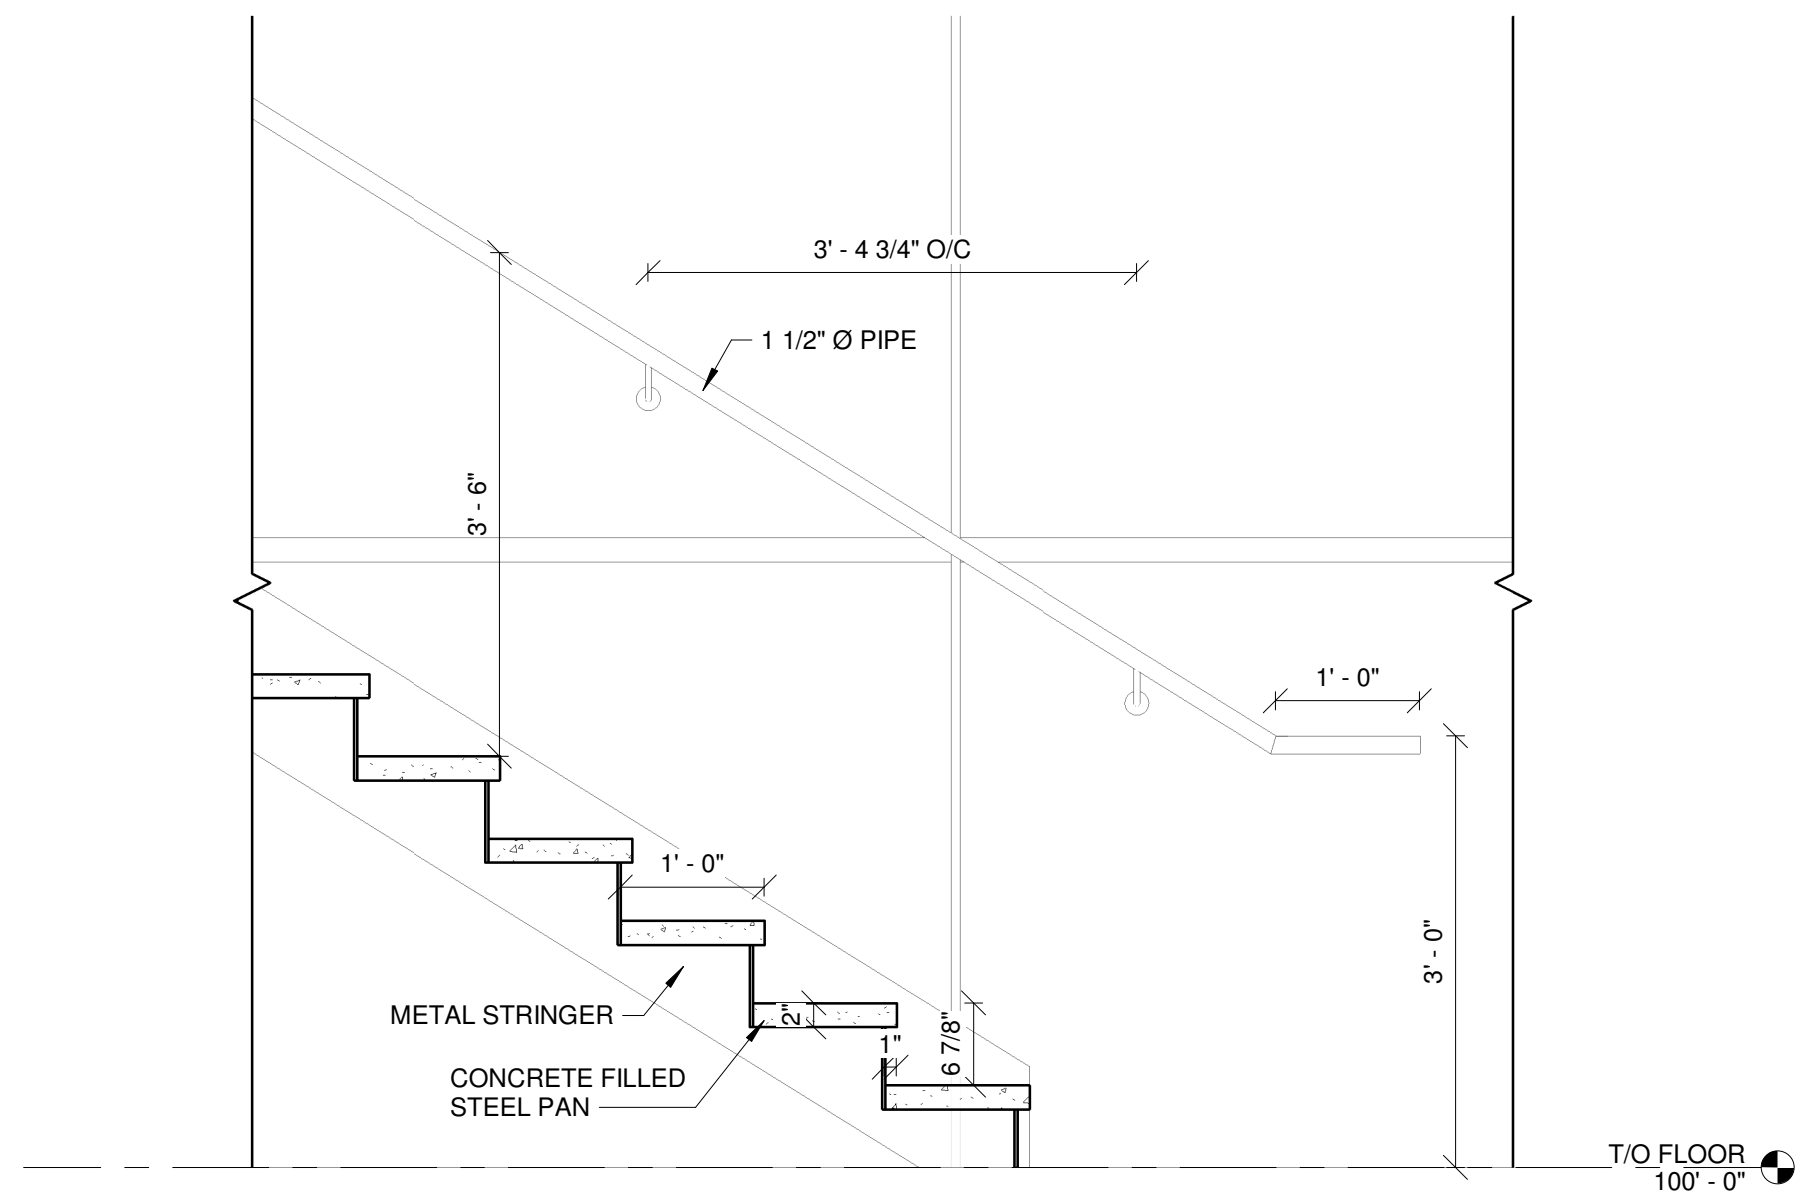 3' - 4 3/4" O/C
1 1/2" Ø PIPE
3' - 6"
1' - 0"
1' - 0"
3' - 0"
METAL STRINGER
2"
1"
6 7/8"
CONCRETE FILLED
STEEL PAN
T/O FLOOR
100' - 0"